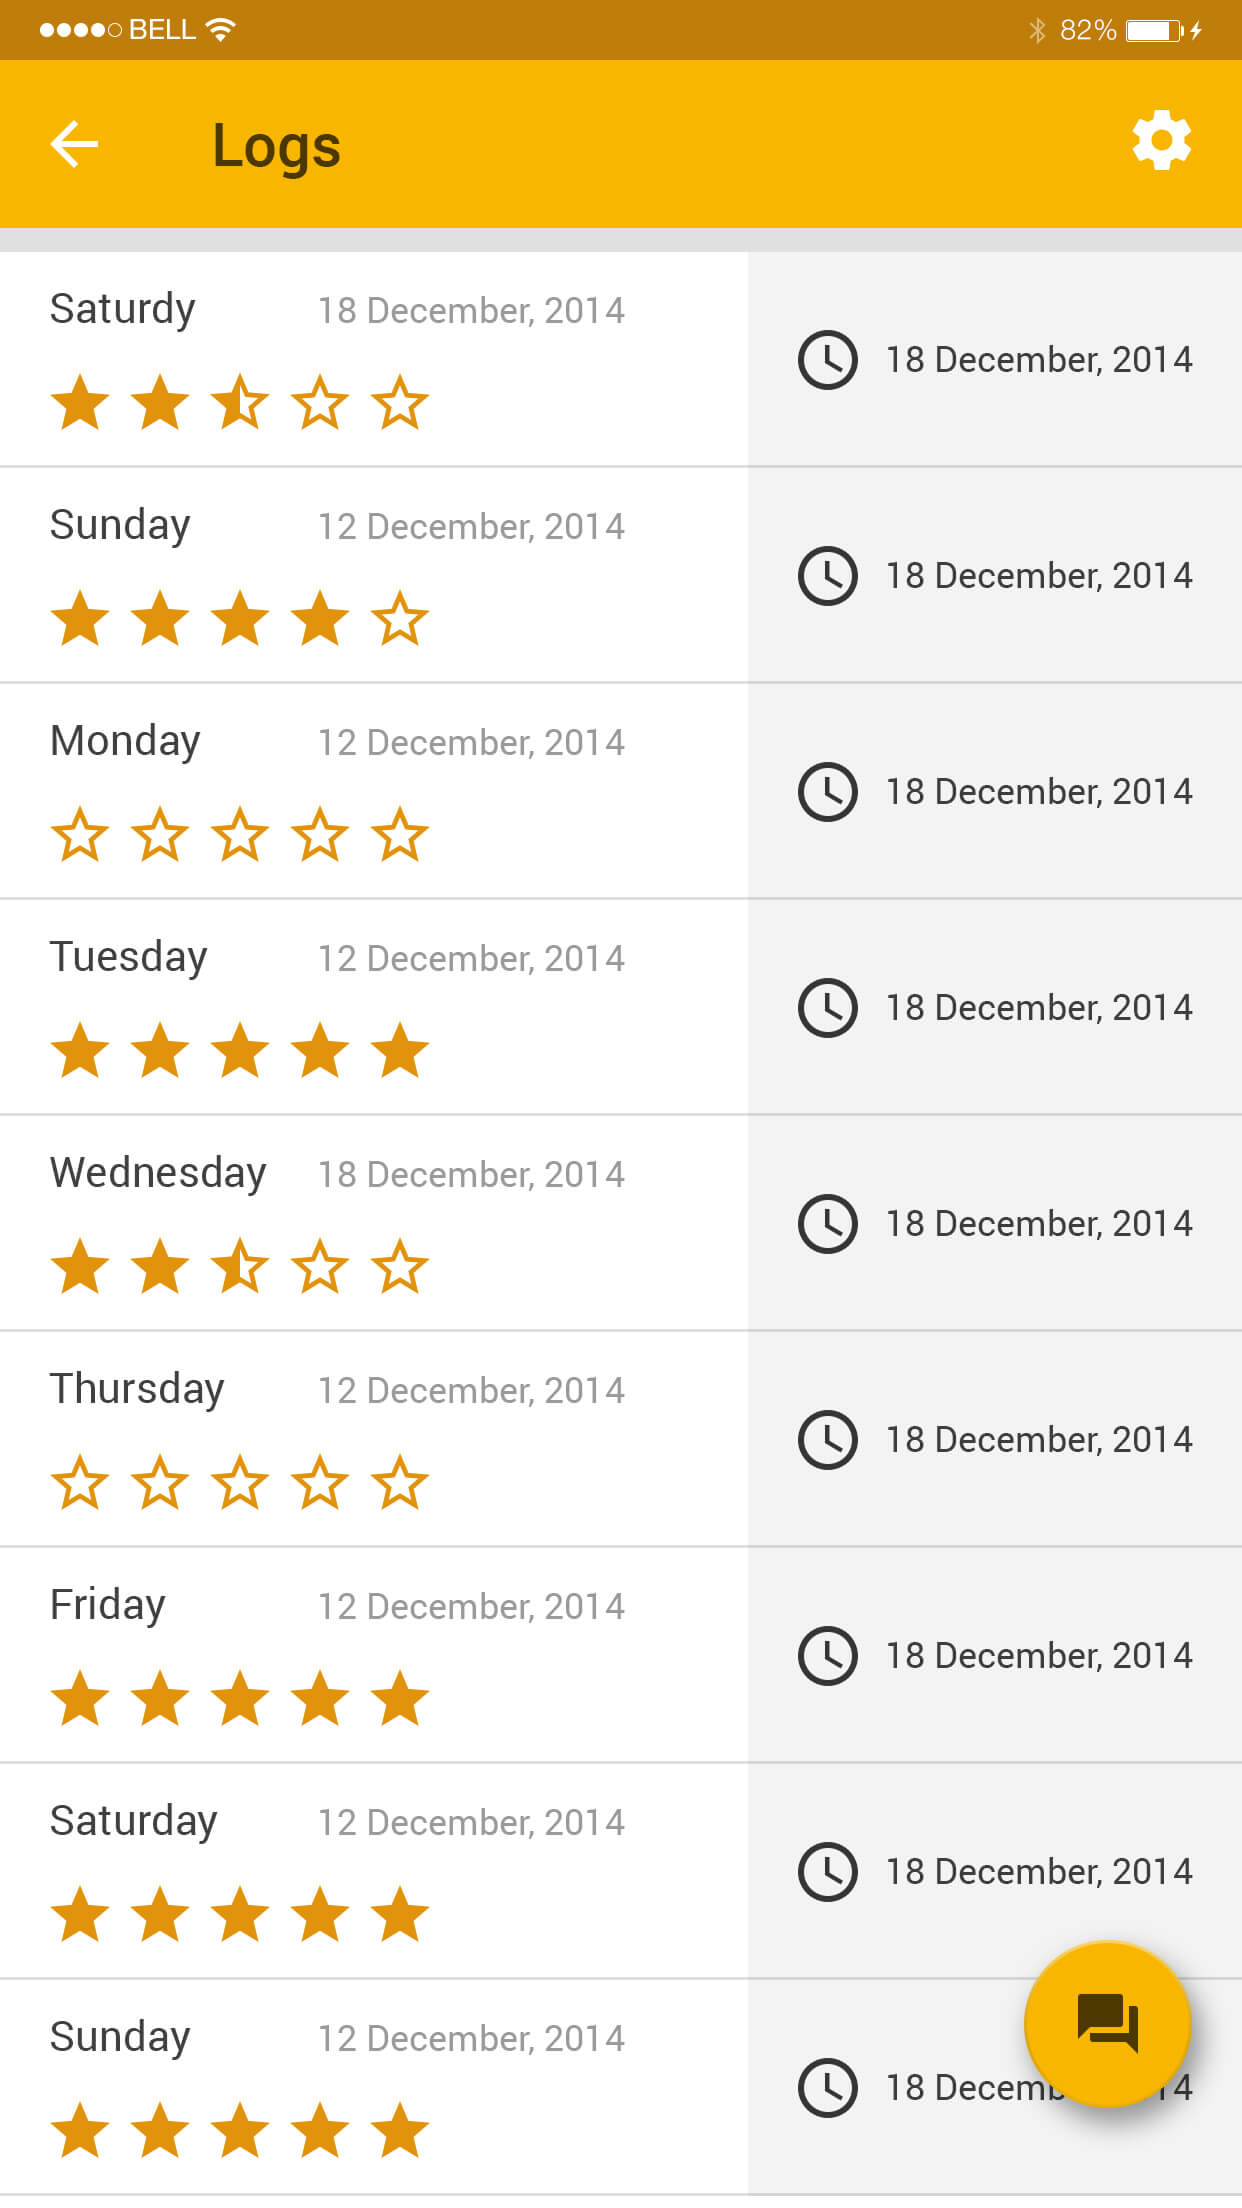 BELL 82%
Logs
Saturdy 18 December, 2014
18 December, 2014
Sunday 12 December, 2014
18 December, 2014
Monday 12 December, 2014
18 December, 2014
Tuesday 12 December, 2014
18 December, 2014
Wednesday 18 December, 2014
18 December, 2014
Thursday 12 December, 2014
18 December, 2014
Friday 12 December, 2014
18 December, 2014
Saturday 12 December, 2014
18 December, 2014
Sunday 12 December, 2014
18